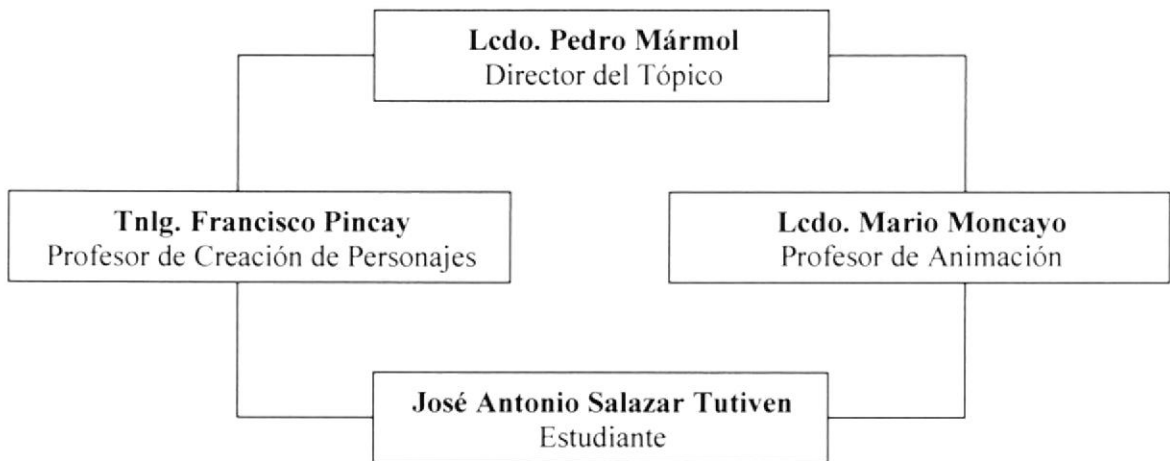 Lcdo. Pedro Mármol
Director del Tópico
Tnlg. Francisco Pincay
Profesor de Creación de Personajes
Lcdo. Mario Moncayo
Profesor de Animación
José Antonio Salazar Tutiven
Estudiante